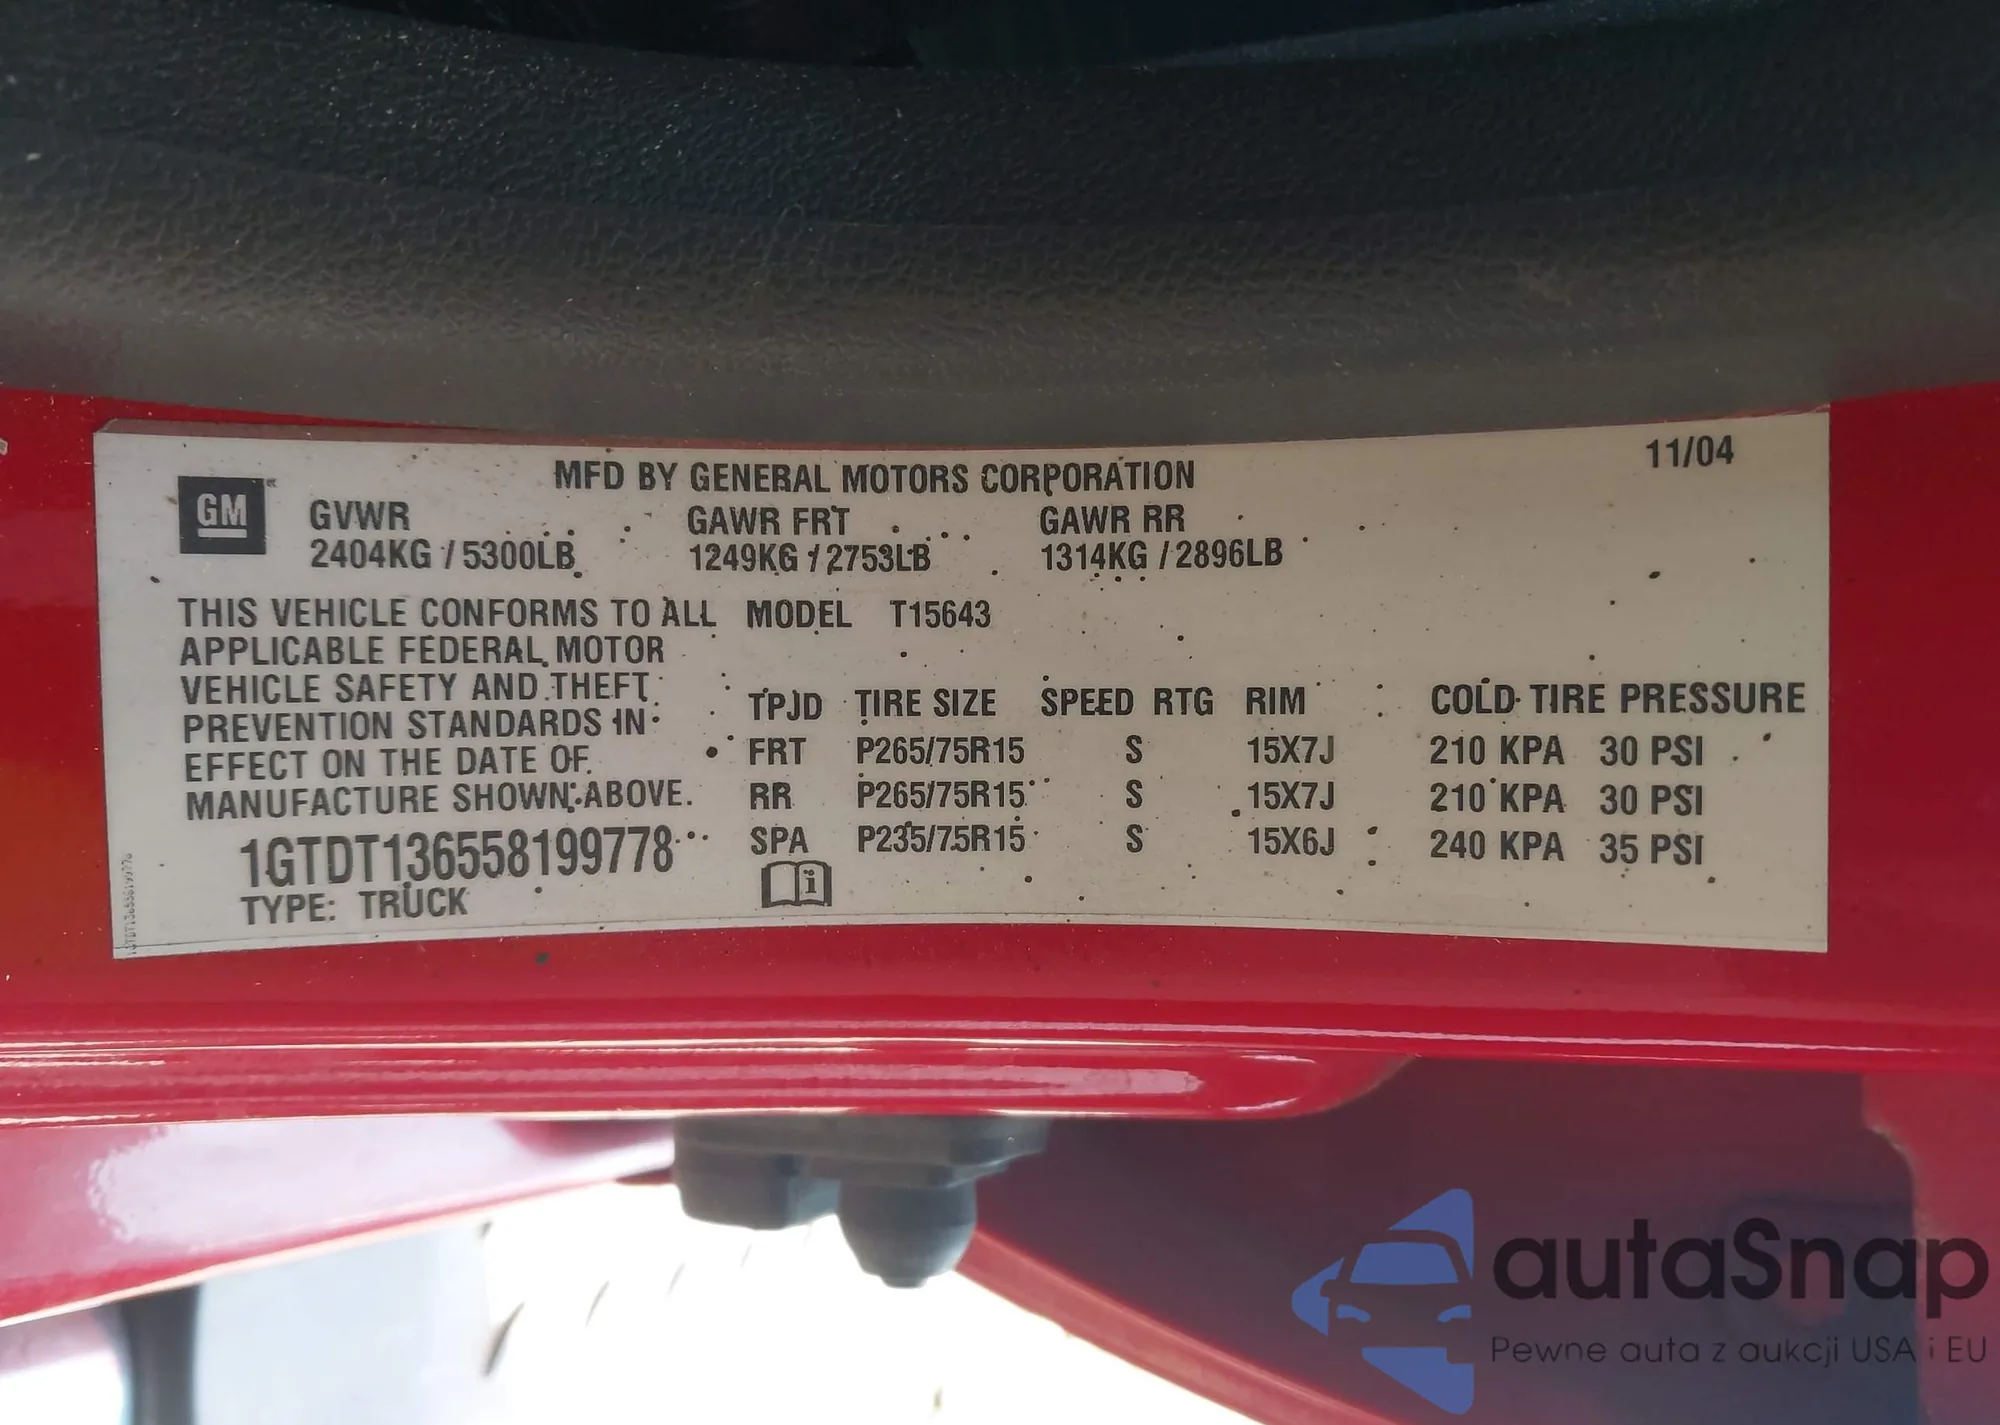 11/04
MFD BY GENERAL MOTORS CORPORATION
GM
GVWR GAWR FRT GAWR RR
2404KG / 5300LB 1249KG / 2753LB 1314KG / 2896LB
THIS VEHICLE CONFORMS TO ALL MODEL T15643
APPLICABLE FEDERAL MOTOR
VEHICLE SAFETY AND THEFT
PREVENTION STANDARDS IN
EFFECT ON THE DATE OF
MANUFACTURE SHOWN ABOVE.
TPJD TIRE SIZE SPEED RTG RIM COLD TIRE PRESSURE
FRT P265/75R15 S 15X7J 210 KPA 30 PSI
RR P265/75R15 S 15X7J 210 KPA 30 PSI
SPA P235/75R15 S 15X6J 240 KPA 35 PSI
1GTDT136558199778
TYPE: TRUCK
autaSnap
Pewne auta z aukcji USA i EU